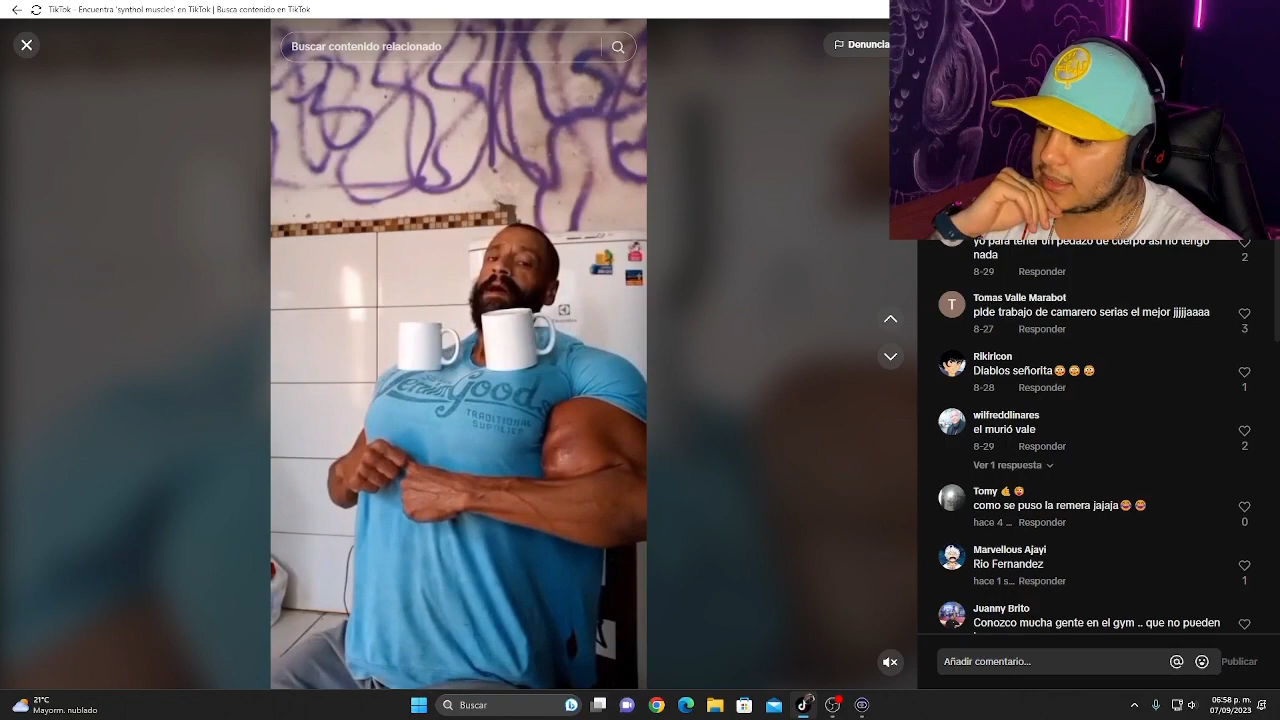 TikTok - Encuentra 'synthol muscles' en TikTok | Busca contenido en TikTok
Buscar contenido relacionado
Denuncia
Goods
TRADITIONAL
SUPPLIER
yo para tener un pedazo de cuerpo asi no tengo
nada
2
8-29 Responder
T
Tomas Valle Marabot
pIde trabajo de camarero serias el mejor jjjjjaaaa
3
8-27 Responder
RikirIcon
Diablos señorita
1
8-28 Responder
wilfreddlinares
el murió vale
2
8-29 Responder
Ver 1 respuesta
Tomy
como se puso la remera jajaja
0
hace 4 ... Responder
Marvellous Ajayi
Rio Fernandez
1
hace 1 s... Responder
Juanny Brito
Conozco mucha gente en el gym .. que no pueden
Añadir comentario...
Publicar
21°C
Mayorm. nublado
Buscar
06:58 p. m.
07/09/2023